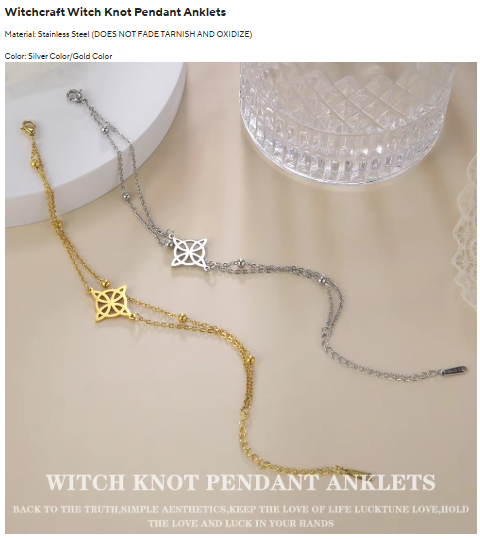 Witchcraft Witch Knot Pendant Anklets
Material: Stainless Steel (DOES NOT FADE TARNISH AND OXIDIZE)
Color: Silver Color/Gold Color
WITCH KNOT PENDANT ANKLETS
BACK TO THE TRUTH,SIMPLE AESTHETICS,KEEP THE LOVE OF LIFE LUCKTUNE LOVE,HOLD
THE LOVE AND LUCK IN YOUR HANDS